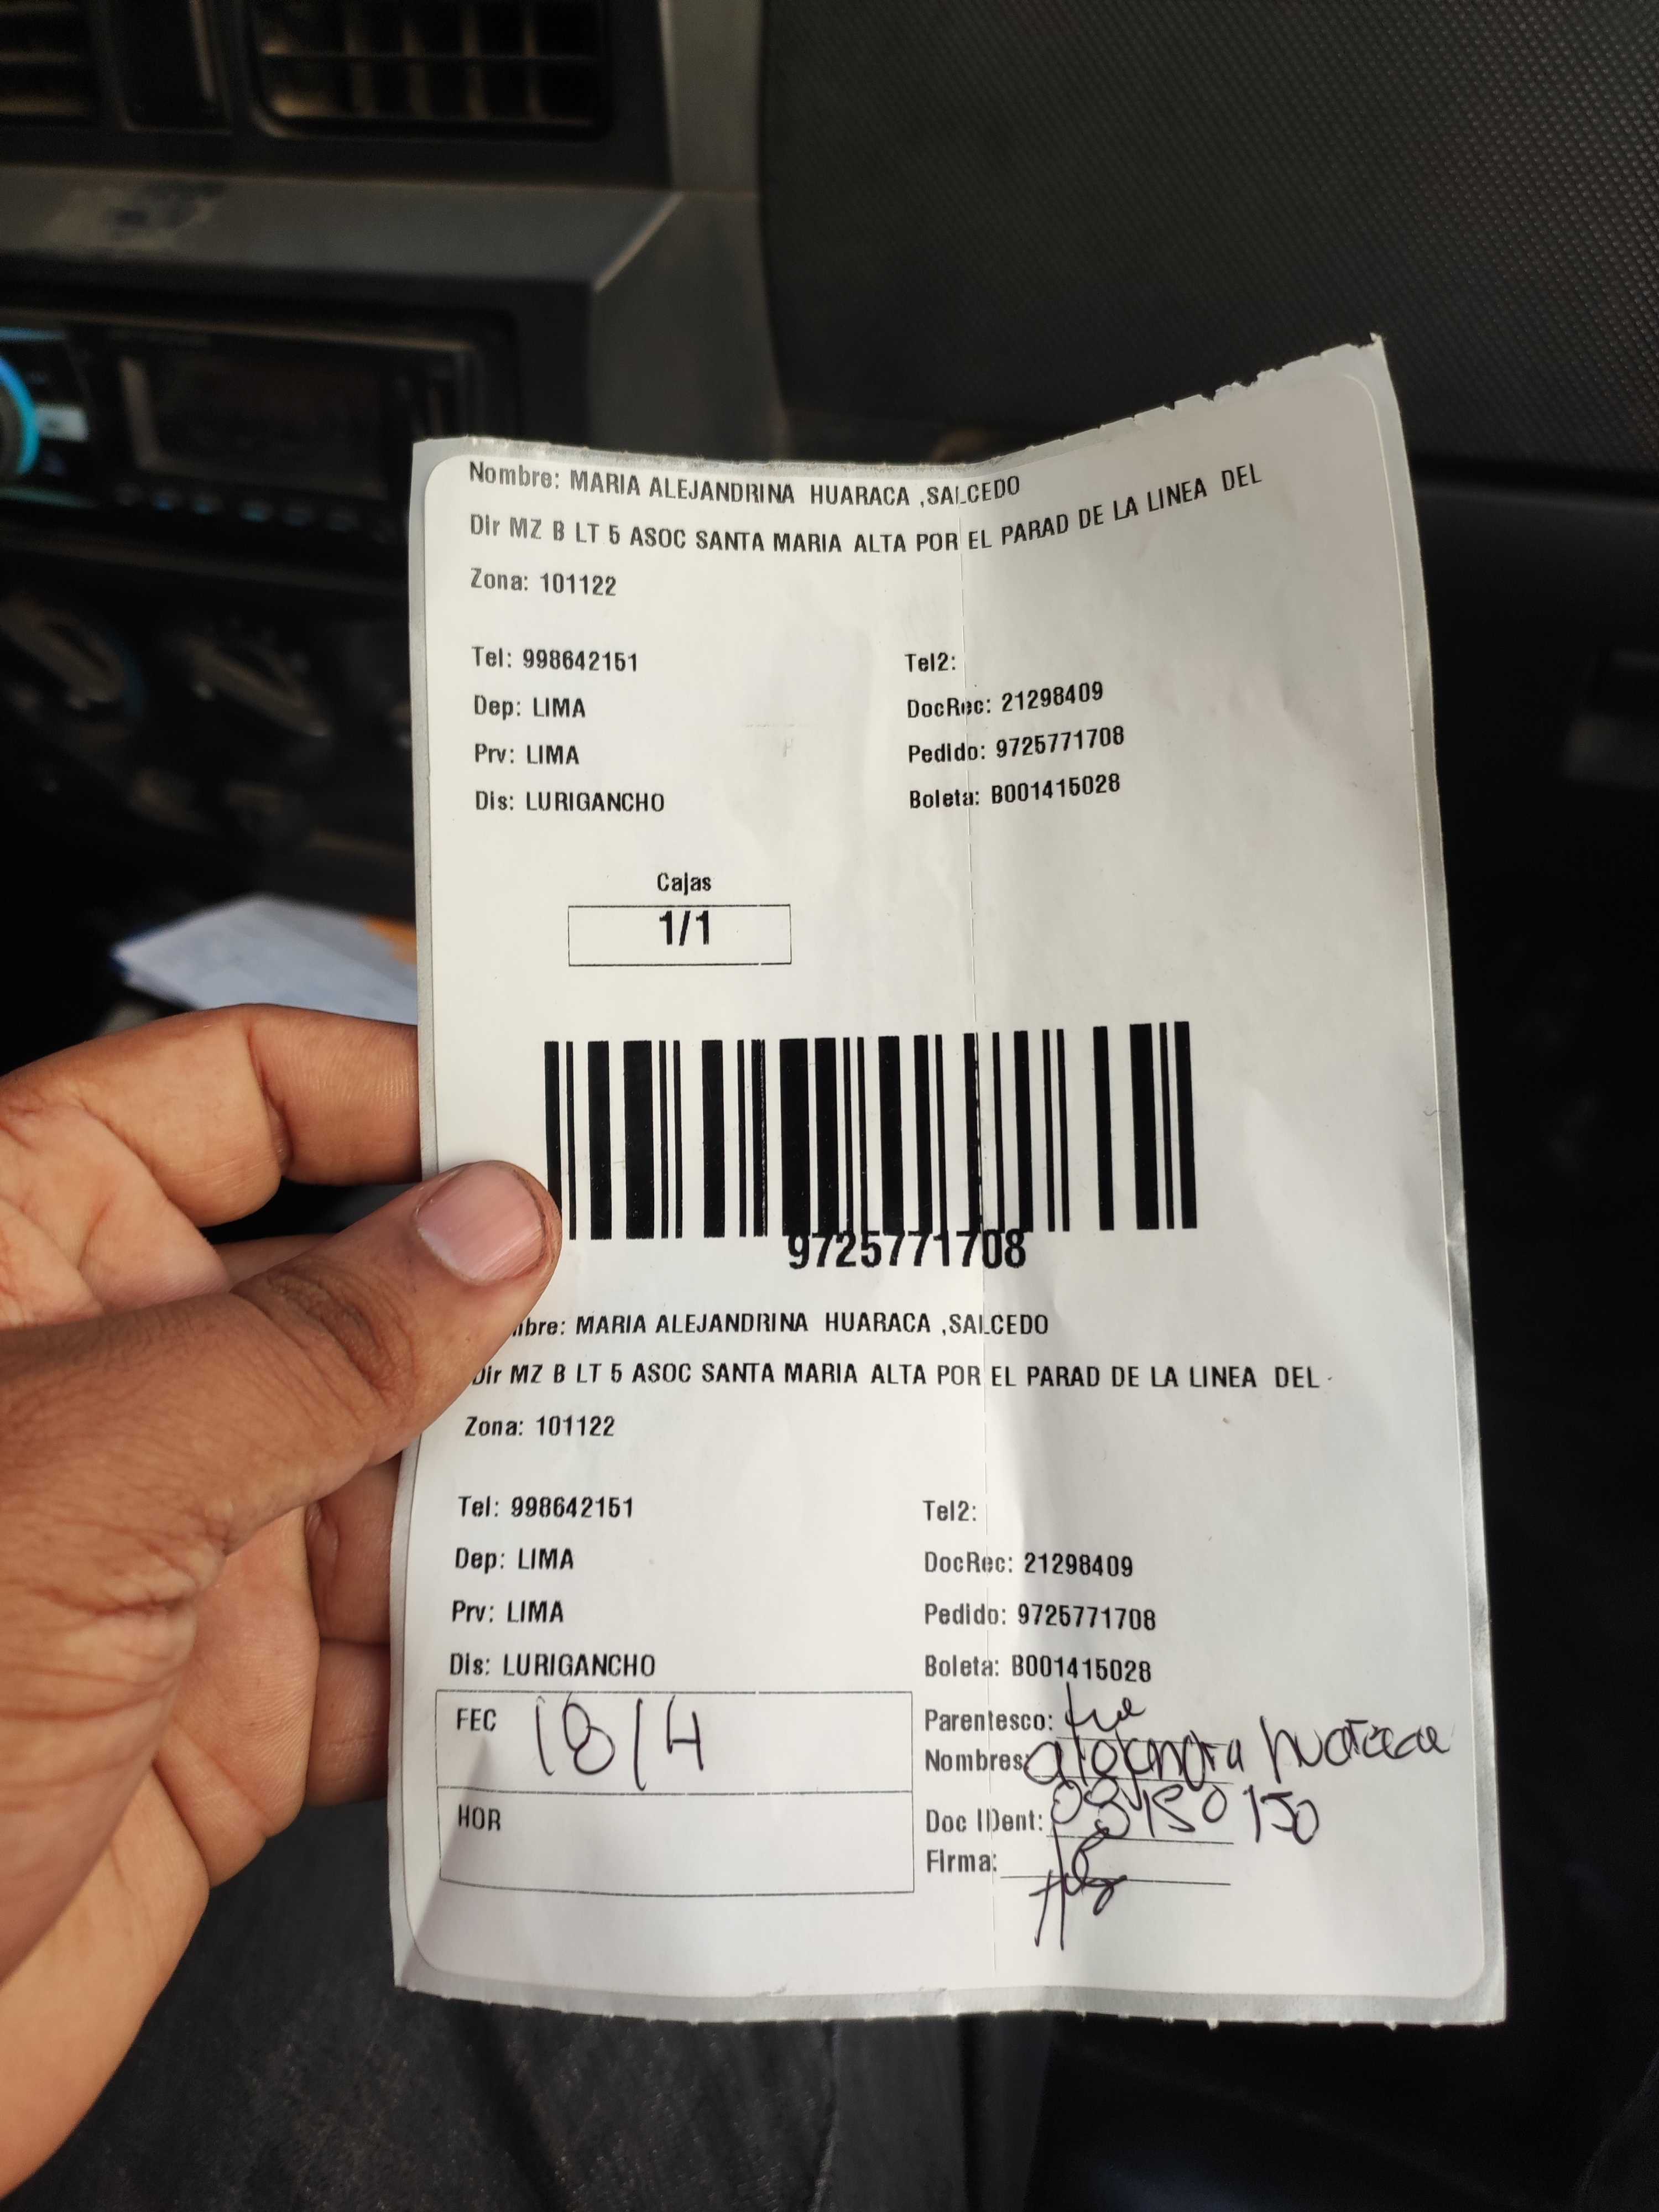 Nombre: MARIA ALEJANDRINA HUARACA ,SALCEDO
Dir MZ B LT 5 ASOC SANTA MARIA ALTA POR EL PARAD DE LA LINEA DEL
Zona: 101122
Tel: 998642151 Tel2:
Dep: LIMA DocRec: 21298409
Prv: LIMA Pedido: 9725771708
Dis: LURIGANCHO Boleta: B001415028
Cajas
1/1
9725771708
mbre: MARIA ALEJANDRINA HUARACA ,SALCEDO
Dir MZ B LT 5 ASOC SANTA MARIA ALTA POR EL PARAD DE LA LINEA DEL
Zona: 101122
Tel: 998642151 Tel2:
Dep: LIMA DocRec: 21298409
Prv: LIMA Pedido: 9725771708
Dis: LURIGANCHO Boleta: B001415028
FEC 18/4 Parentesco:
Nombres: alejandra huaraca
HOR Doc IDent:
Firma: